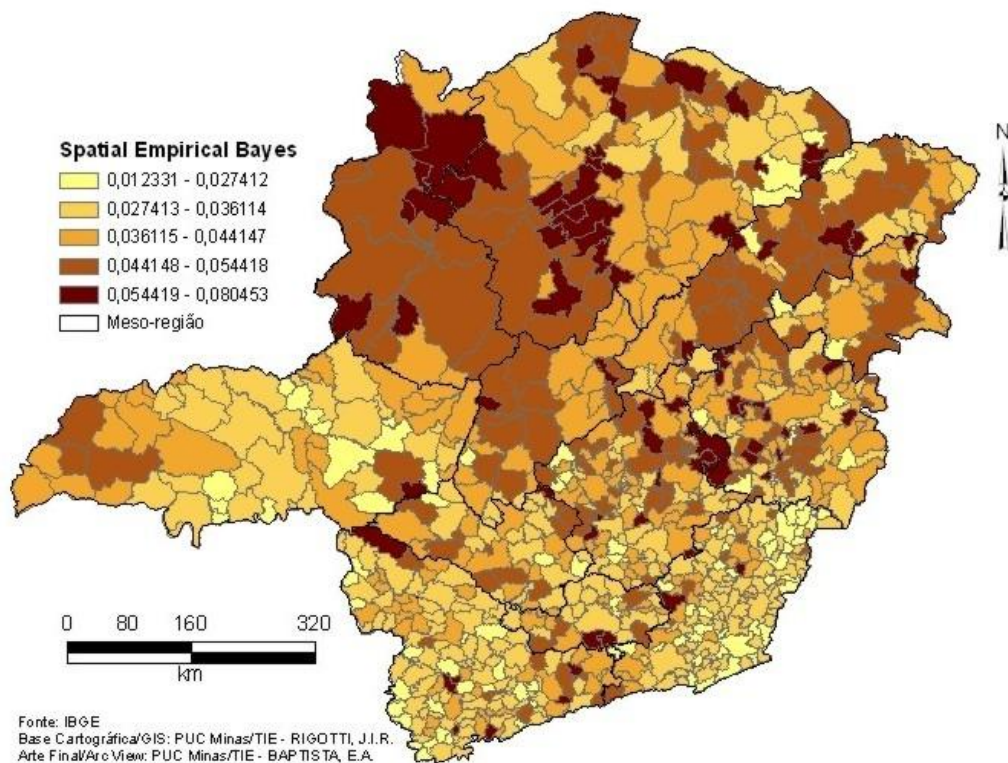 N
Spatial Empirical Bayes
0,012331 - 0,027412
0,027413 - 0,036114
0,036115 - 0,044147
0,044148 - 0,054418
0,054419 - 0,080453
Meso-região
0 80 160 320
km
Fonte: IBGE
Base Cartográfica/GIS: PUC Minas/TIE - RIGOTTI, J.I.R.
Arte Final/Arc View: PUC Minas/TIE - BAPTISTA, E.A.